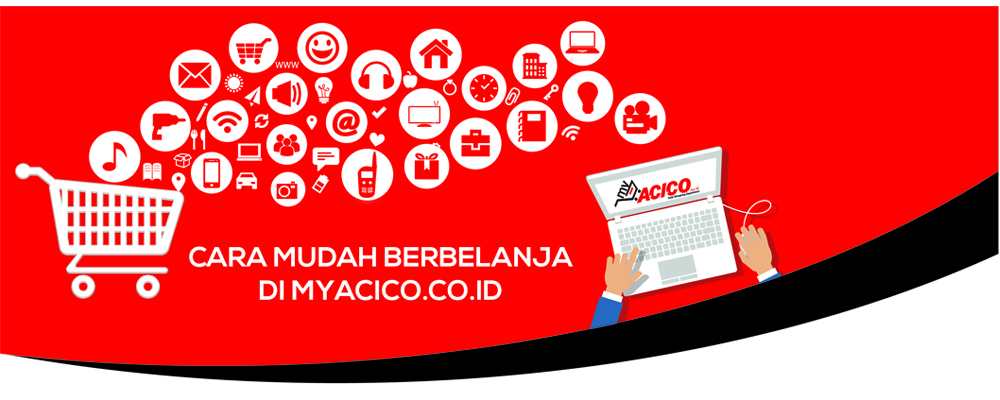 WWW
@
ACICO
CARA MUDAH BERBELANJA
DI MYACICO.CO.ID